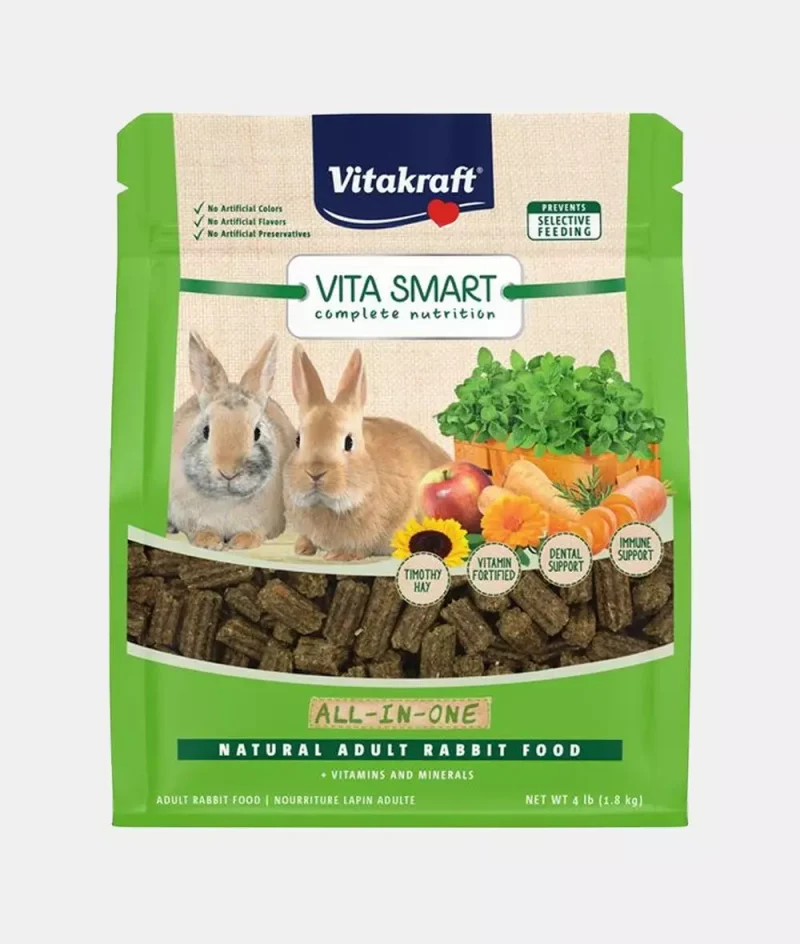 Vitakraft®
✓ No Artificial Colors
✓ No Artificial Flavors
✓ No Artificial Preservatives
PREVENTS
SELECTIVE
FEEDING
VITA SMART
complete nutrition
TIMOTHY
HAY
VITAMIN
FORTIFIED
DENTAL
SUPPORT
IMMUNE
SUPPORT
ALL-IN-ONE
NATURAL ADULT RABBIT FOOD
+ VITAMINS AND MINERALS
ADULT RABBIT FOOD | NOURRITURE LAPIN ADULTE
NET WT 4 lb (1.8 kg)